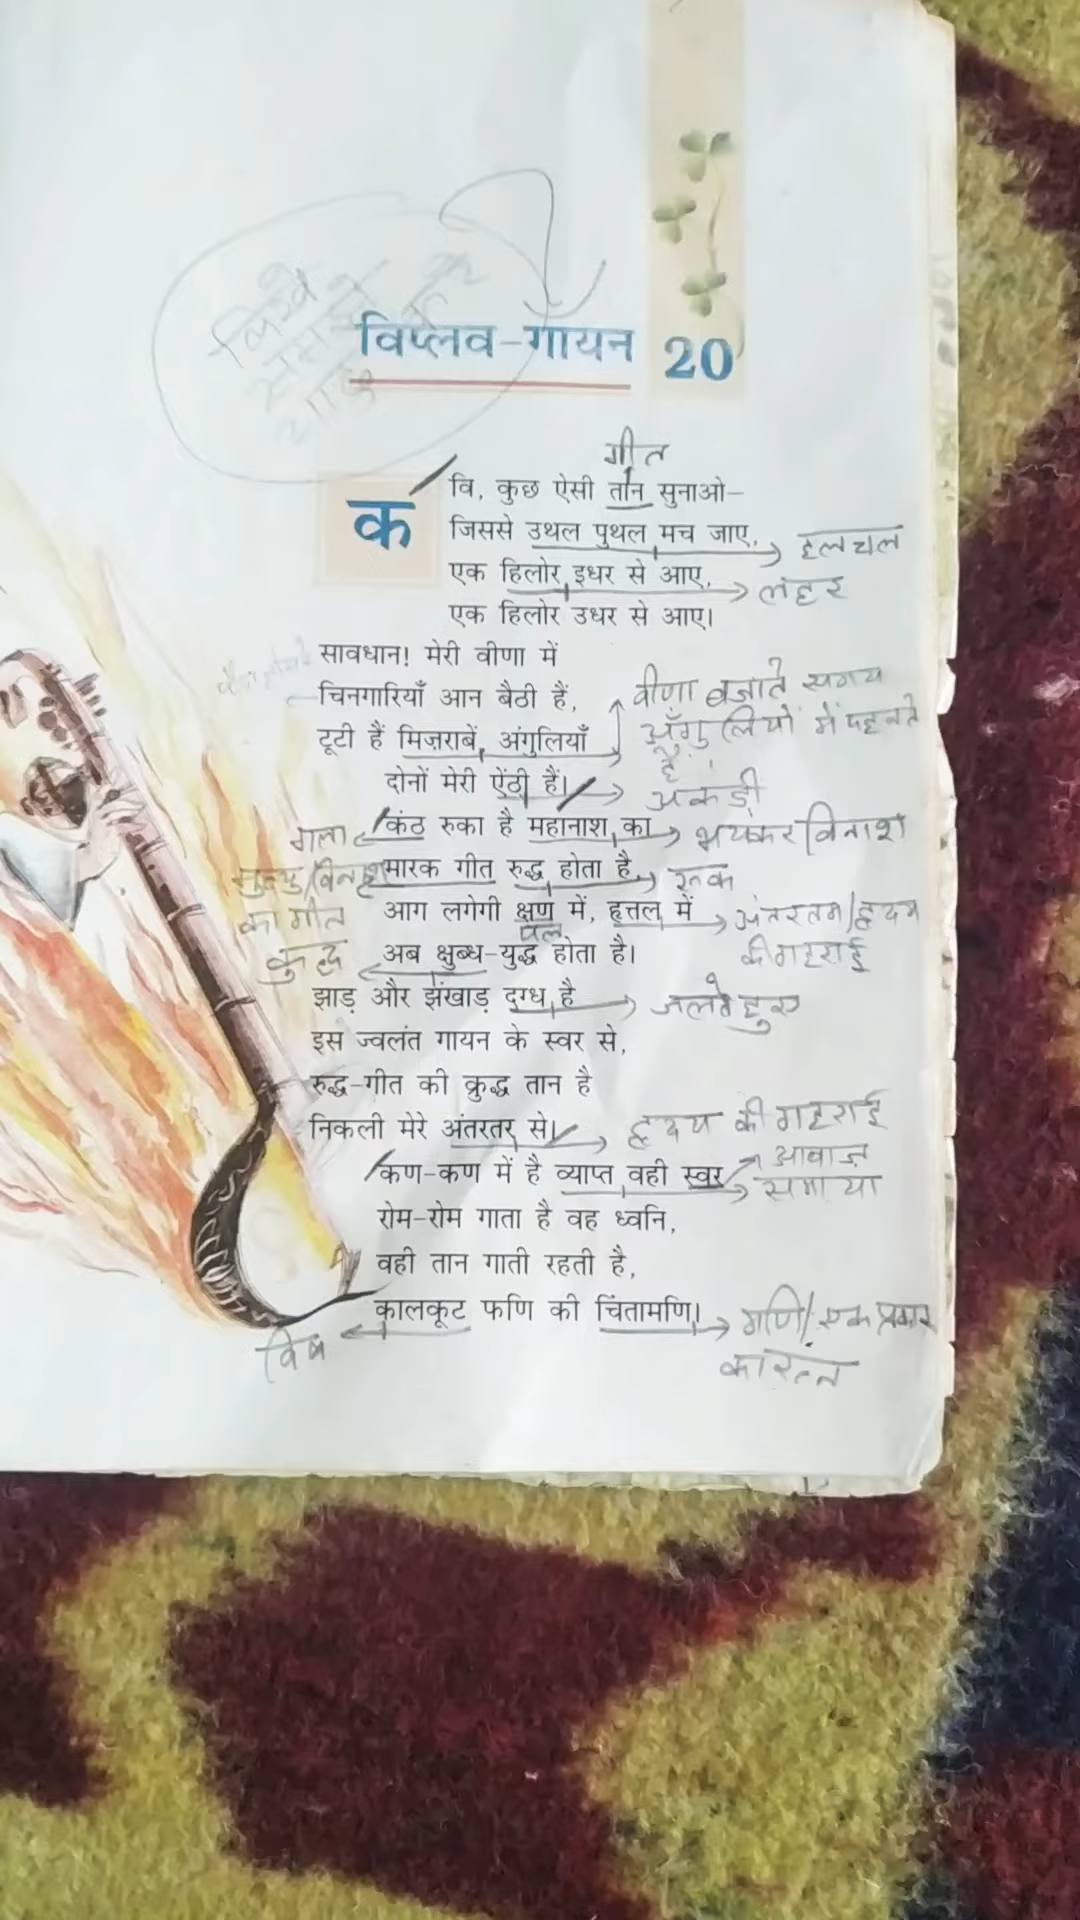 विप्लव-गायन 20
गीत
कवि, कुछ ऐसी तान सुनाओ–
जिससे उथल पुथल मच जाए, हलचल
एक हिलोर इधर से आए, लहर
एक हिलोर उधर से आए।
सावधान! मेरी वीणा में
चिनगारियाँ आन बैठी हैं, वीणा बजाते समय
टूटी हैं मिज़राबें, अंगुलियाँ अँगुलियों में पहनते
हैं।
दोनों मेरी ऐंठी हैं। अकड़ी
गला कंठ रुका है महानाश का भयंकर विनाश
मृत्यु/विनाश मारक गीत रुद्ध होता है, रुक
का गीत आग लगेगी क्षण में, हृत्तल में अंतरतम/हृदय
पल
क्रुद्ध अब क्षुब्ध-युद्ध होता है। की गहराई
झाड़ और झंखाड़ दग्ध है जलते हुए
इस ज्वलंत गायन के स्वर से,
रुद्ध-गीत की क्रुद्ध तान है
निकली मेरे अंतरतर से। हृदय की गहराई
आवाज़
कण-कण में है व्याप्त वही स्वर समाया
रोम-रोम गाता है वह ध्वनि,
वही तान गाती रहती है,
कालकूट फणि की चिंतामणि। मणि/एक प्रकार
विष का रत्न